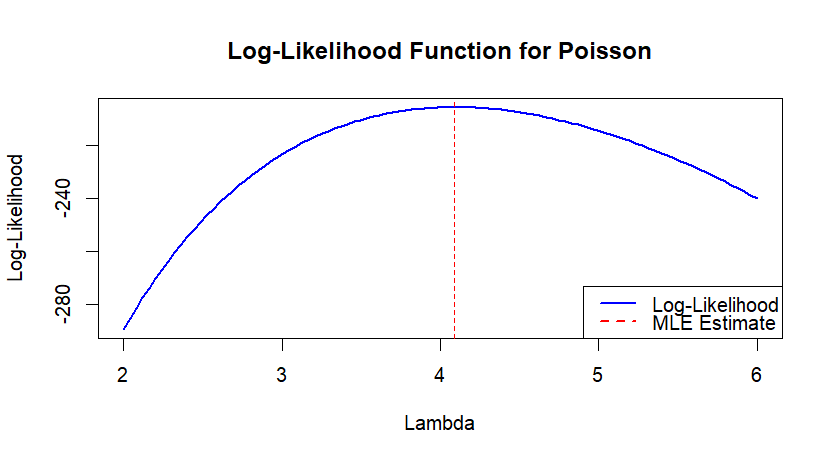 Log-Likelihood Function for Poisson
Log-Likelihood
-240
-280
Log-Likelihood
MLE Estimate
2 3 4 5 6
Lambda